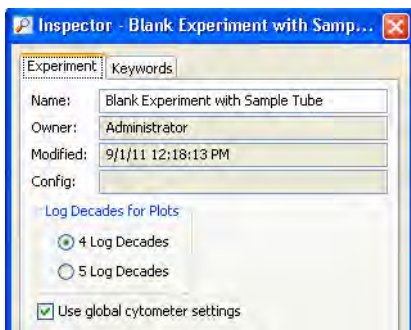 Inspector - Blank Experiment with Samp...
Experiment Keywords
Name: Blank Experiment with Sample Tube
Owner: Administrator
Modified: 9/1/11 12:18:13 PM
Config:
Log Decades for Plots
4 Log Decades
5 Log Decades
Use global cytometer settings